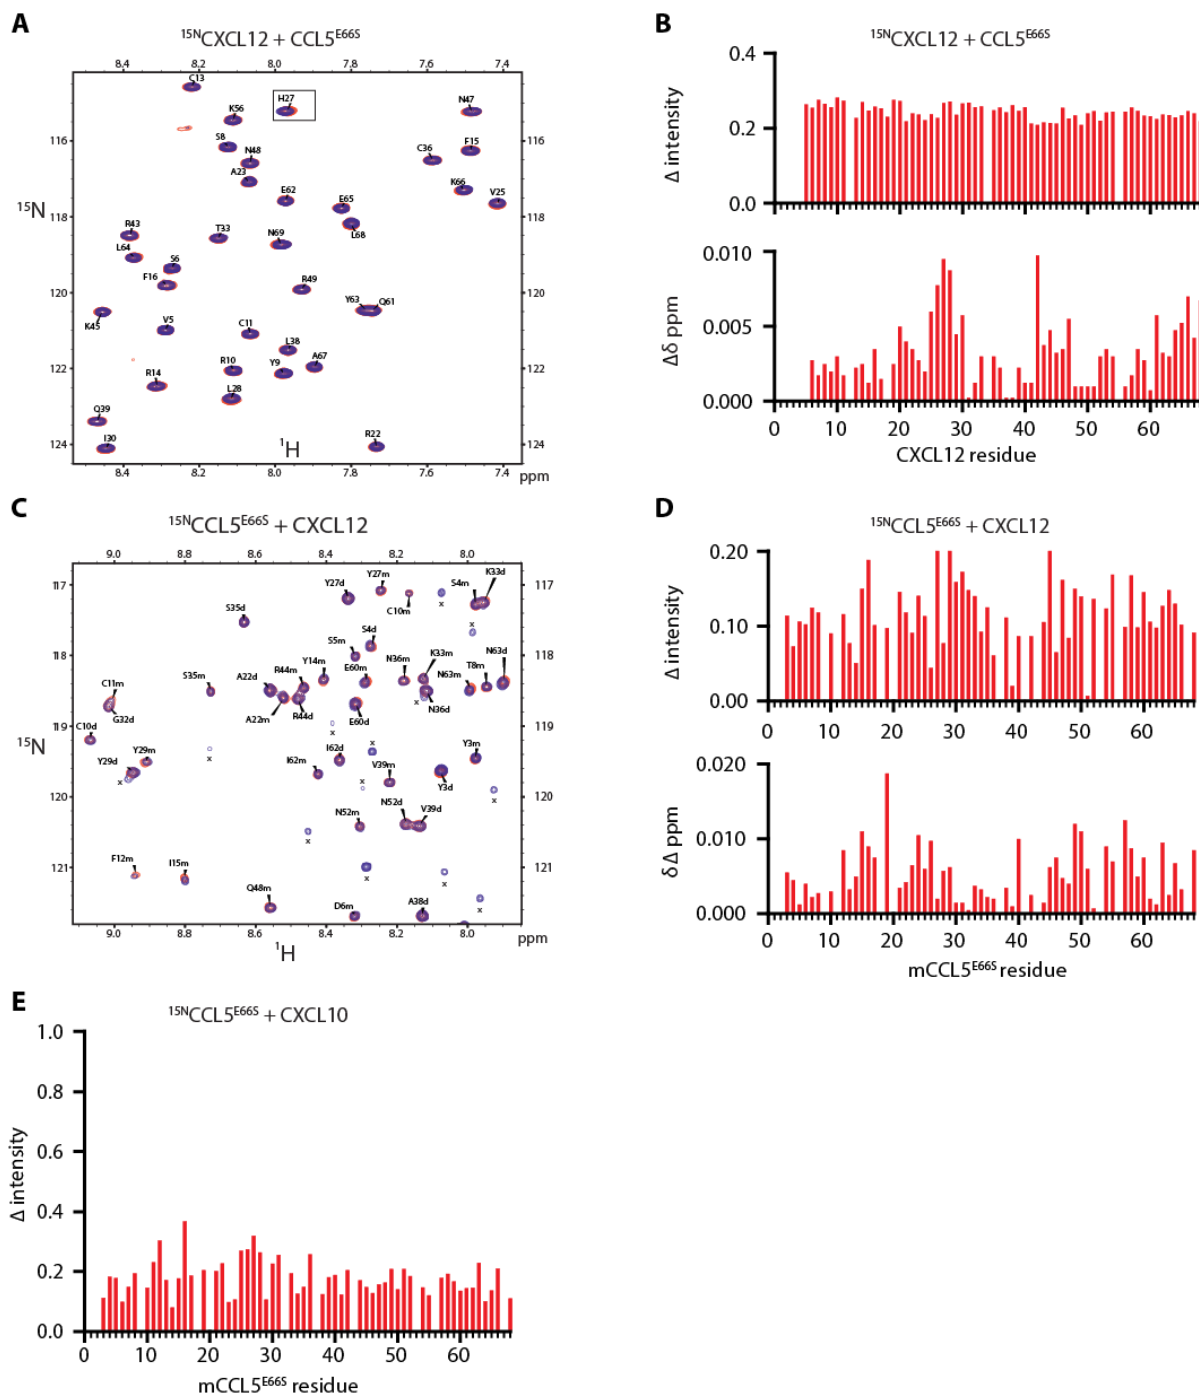 A
15NCXCL12 + CCL5E66S
8.4 8.2 8.0 7.8 7.6 7.4
C13
K56
H27
N47
116
S8
N48
F15
A23
C36
K66
E62
V25
15N
E65
118
L68
R43
T33
N69
L64
S6
F16
R49
120
Y63 Q61
K45
V5
C11
L38
122
R10
Y9
A67
R14
L28
Q39
124
I30
1H
R22
8.4 8.2 8.0 7.8 7.6 7.4
ppm
116
118
120
122
124
B
15NCXCL12 + CCL5E66S
Δ intensity
0.4
0.2
0.0
Δδ ppm
0.010
0.005
0.000
0 10 20 30 40 50 60
CXCL12 residue
C
15NCCL5E66S + CXCL12
9.0 8.8 8.6 8.4 8.2 8.0
117
Y27d
Y27m
C10m
S4m
K33d
x
S35d
x
S5m
S4d
118
S35m
A22d
R44m
Y14m
E60m
N36m
K33m
N63m
T8m
N63d
C11m
G32d
A22m
R44d
E60d
x
N36d
15N
119
C10d
x
x
x
Y29m
Y29d
x
I62m
I62d
x
V39m
Y3m
Y3d
120
x
N52m
N52d
V39d
x
121
F12m
I15m
x
x
Q48m
D6m
A38d
x
9.0 8.8 8.6 8.4 8.2 8.0
ppm
1H
117
118
119
120
121
D
15NCCL5E66S + CXCL12
Δ intensity
0.20
0.10
0.00
δ Δ ppm
0.020
0.010
0.000
0 10 20 30 40 50 60
mCCL5E66S residue
E
15NCCL5E66S + CXCL10
Δ intensity
1.0
0.8
0.6
0.4
0.2
0.0
0 10 20 30 40 50 60
mCCL5E66S residue